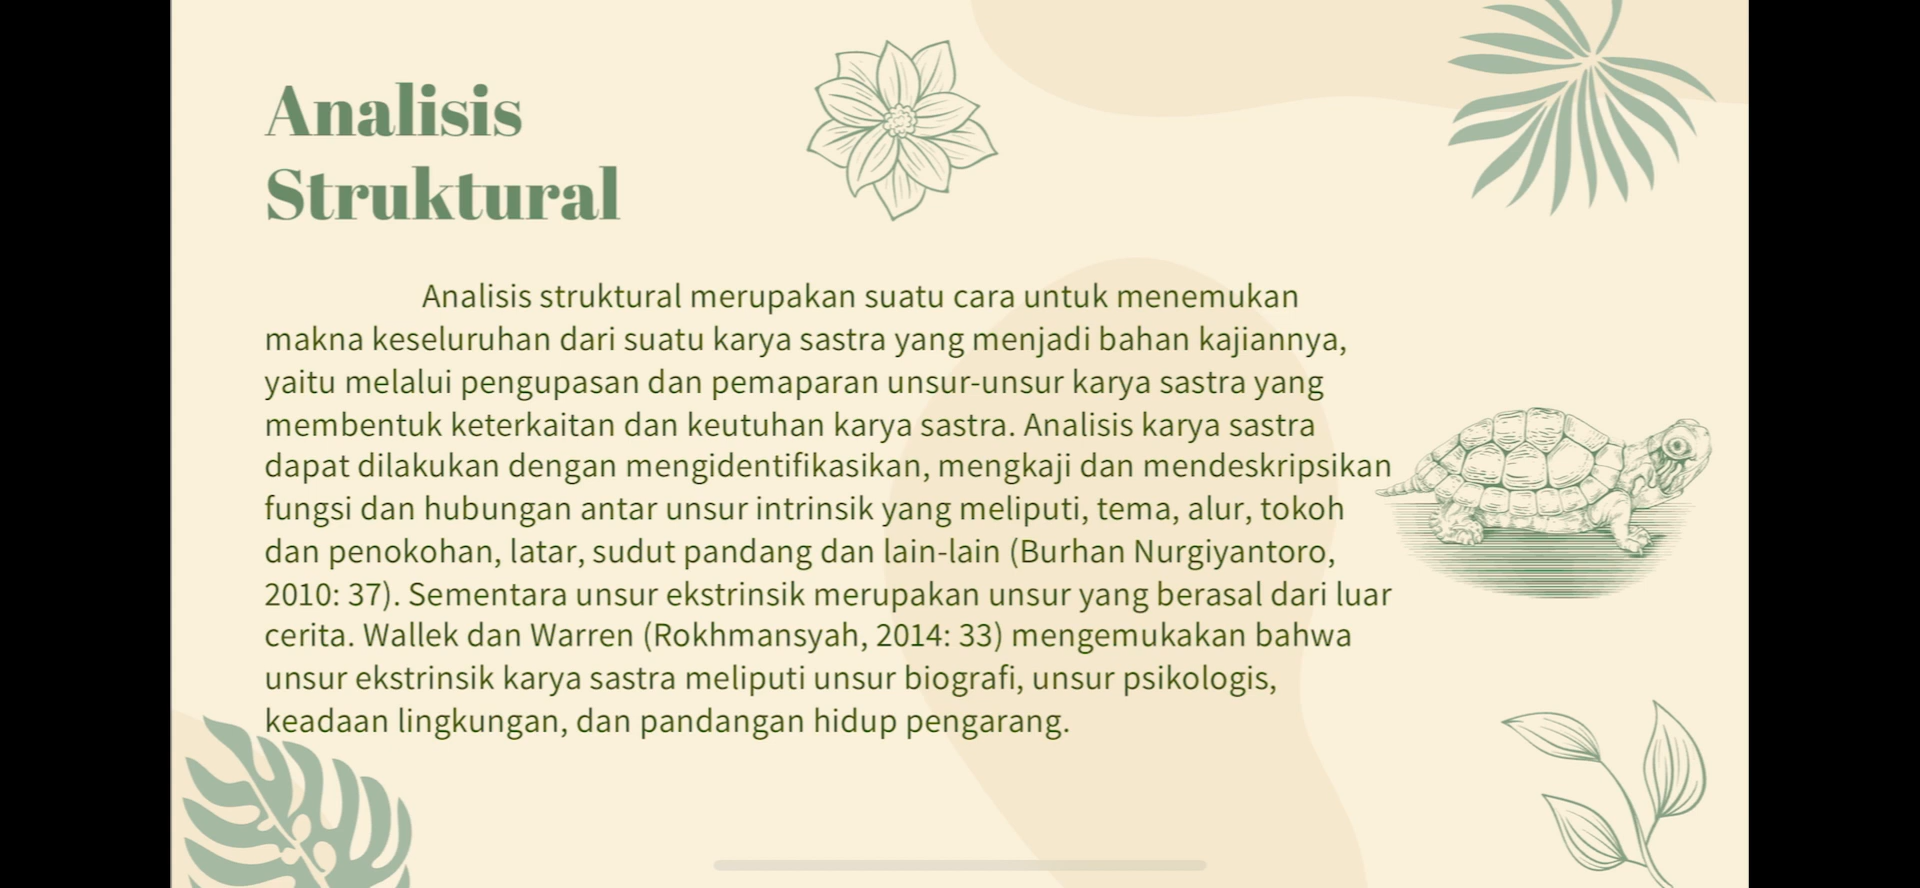 Analisis
Struktural
Analisis struktural merupakan suatu cara untuk menemukan
makna keseluruhan dari suatu karya sastra yang menjadi bahan kajiannya,
yaitu melalui pengupasan dan pemaparan unsur-unsur karya sastra yang
membentuk keterkaitan dan keutuhan karya sastra. Analisis karya sastra
dapat dilakukan dengan mengidentifikasikan, mengkaji dan mendeskripsikan
fungsi dan hubungan antar unsur intrinsik yang meliputi, tema, alur, tokoh
dan penokohan, latar, sudut pandang dan lain-lain (Burhan Nurgiyantoro,
2010: 37). Sementara unsur ekstrinsik merupakan unsur yang berasal dari luar
cerita. Wallek dan Warren (Rokhmansyah, 2014: 33) mengemukakan bahwa
unsur ekstrinsik karya sastra meliputi unsur biografi, unsur psikologis,
keadaan lingkungan, dan pandangan hidup pengarang.